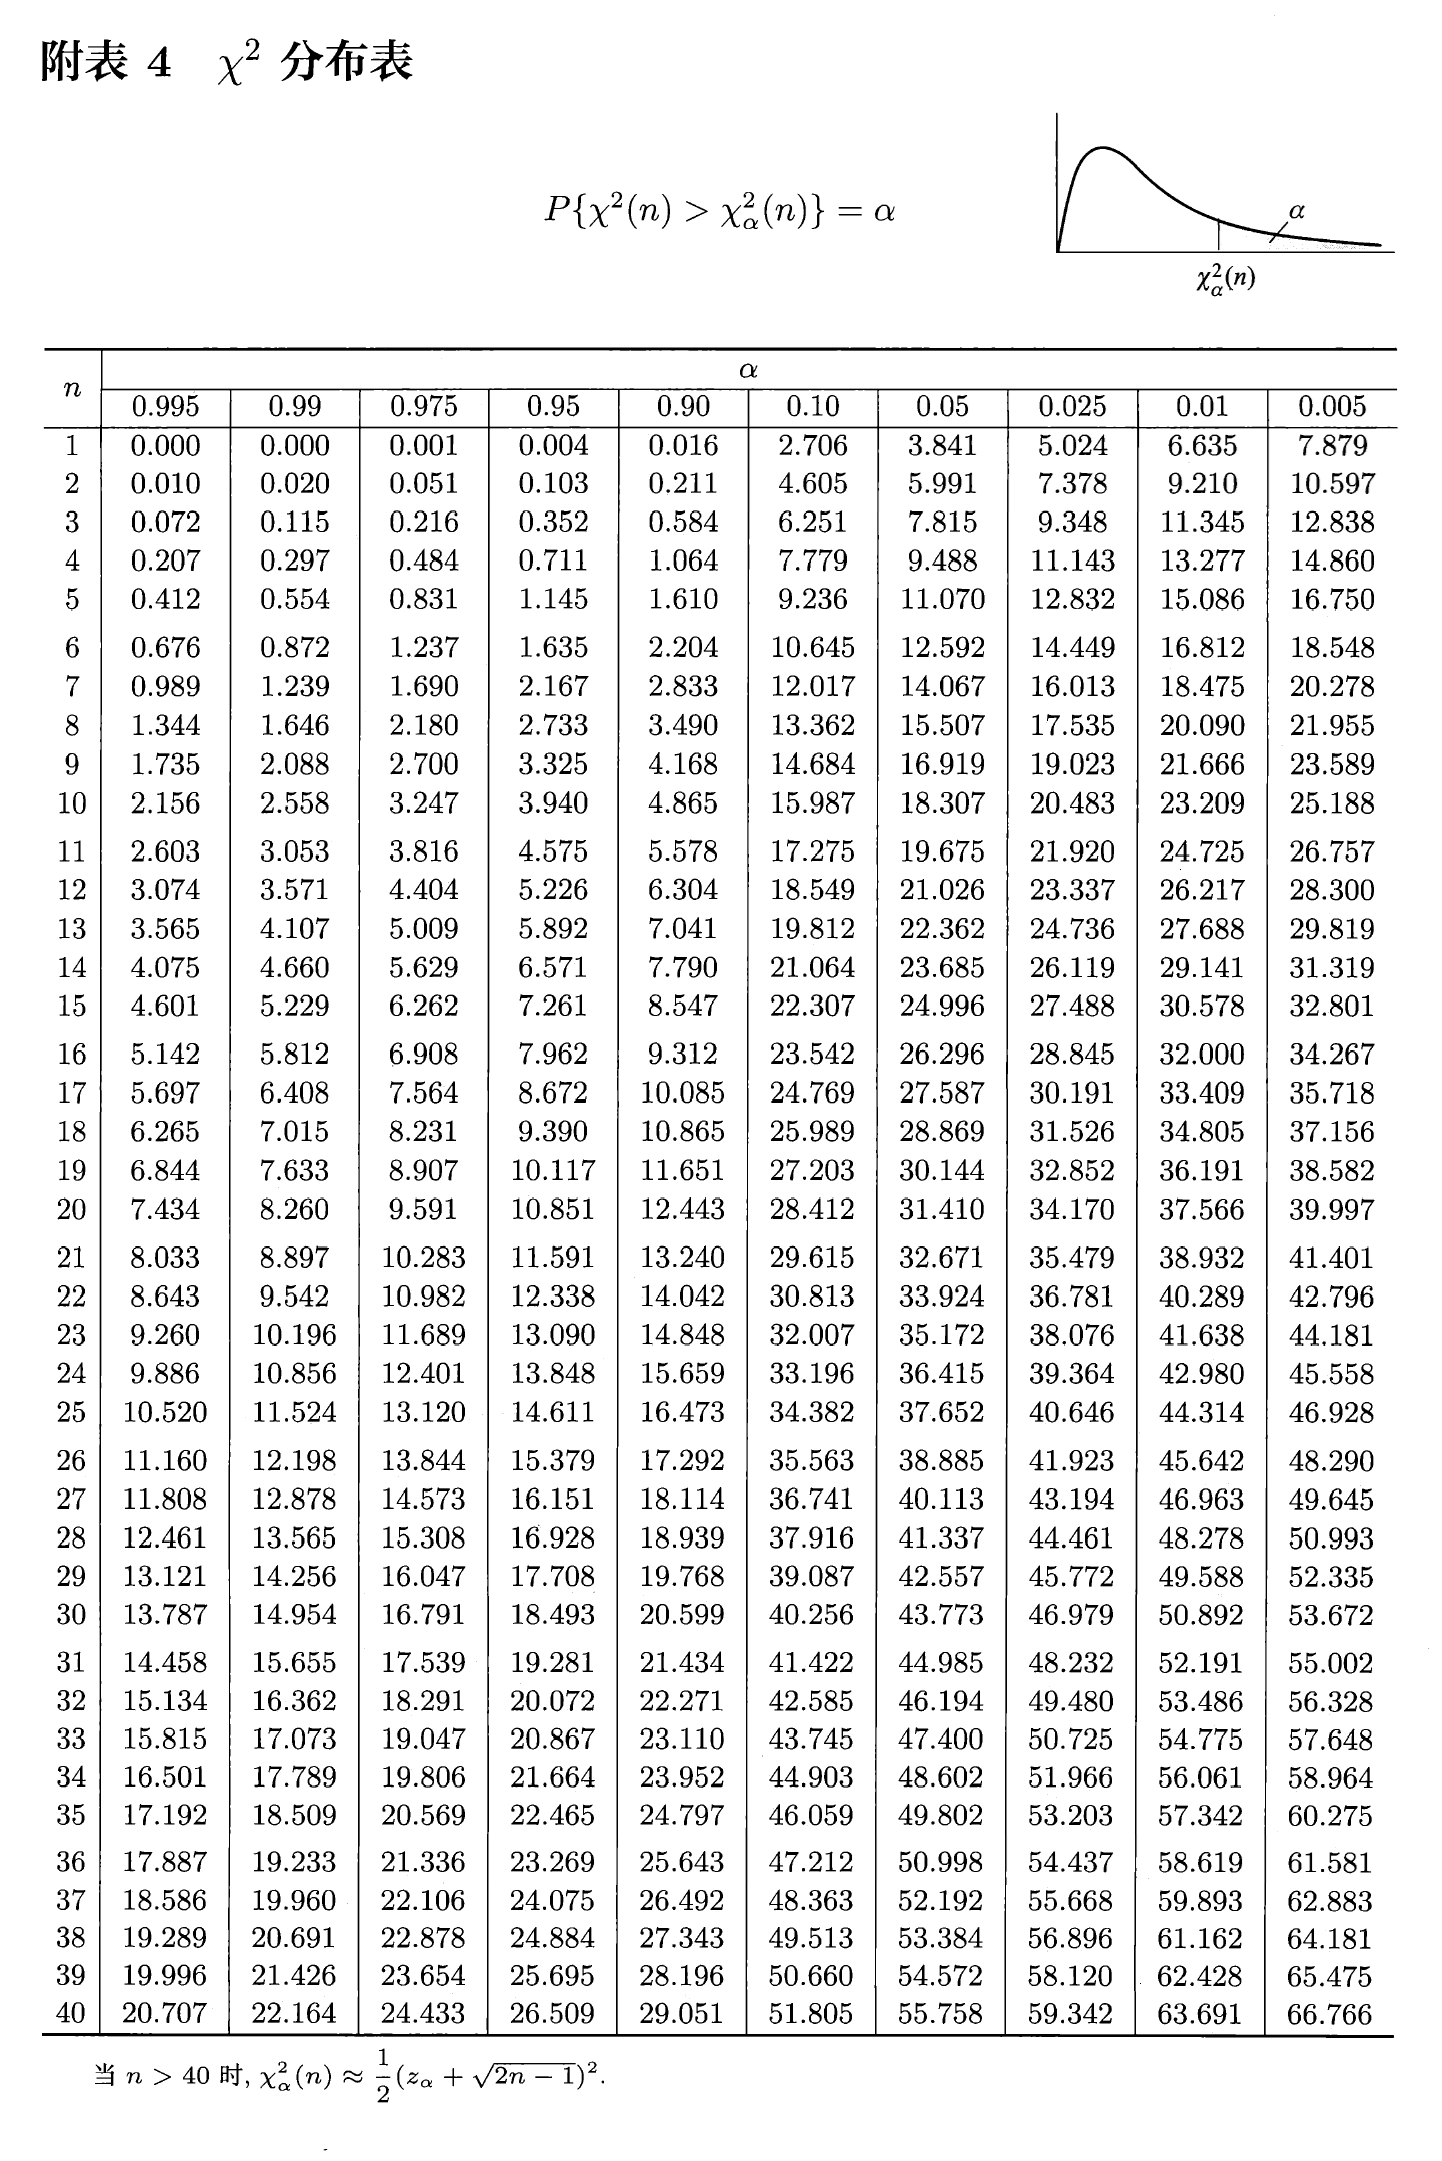 附表 4 χ² 分布表
P{χ²(n) > χ²_α(n)} = α
α
χ²_α(n)
n α
0.995 0.99 0.975 0.95 0.90 0.10 0.05 0.025 0.01 0.005
1 0.000 0.000 0.001 0.004 0.016 2.706 3.841 5.024 6.635 7.879
2 0.010 0.020 0.051 0.103 0.211 4.605 5.991 7.378 9.210 10.597
3 0.072 0.115 0.216 0.352 0.584 6.251 7.815 9.348 11.345 12.838
4 0.207 0.297 0.484 0.711 1.064 7.779 9.488 11.143 13.277 14.860
5 0.412 0.554 0.831 1.145 1.610 9.236 11.070 12.832 15.086 16.750
6 0.676 0.872 1.237 1.635 2.204 10.645 12.592 14.449 16.812 18.548
7 0.989 1.239 1.690 2.167 2.833 12.017 14.067 16.013 18.475 20.278
8 1.344 1.646 2.180 2.733 3.490 13.362 15.507 17.535 20.090 21.955
9 1.735 2.088 2.700 3.325 4.168 14.684 16.919 19.023 21.666 23.589
10 2.156 2.558 3.247 3.940 4.865 15.987 18.307 20.483 23.209 25.188
11 2.603 3.053 3.816 4.575 5.578 17.275 19.675 21.920 24.725 26.757
12 3.074 3.571 4.404 5.226 6.304 18.549 21.026 23.337 26.217 28.300
13 3.565 4.107 5.009 5.892 7.041 19.812 22.362 24.736 27.688 29.819
14 4.075 4.660 5.629 6.571 7.790 21.064 23.685 26.119 29.141 31.319
15 4.601 5.229 6.262 7.261 8.547 22.307 24.996 27.488 30.578 32.801
16 5.142 5.812 6.908 7.962 9.312 23.542 26.296 28.845 32.000 34.267
17 5.697 6.408 7.564 8.672 10.085 24.769 27.587 30.191 33.409 35.718
18 6.265 7.015 8.231 9.390 10.865 25.989 28.869 31.526 34.805 37.156
19 6.844 7.633 8.907 10.117 11.651 27.203 30.144 32.852 36.191 38.582
20 7.434 8.260 9.591 10.851 12.443 28.412 31.410 34.170 37.566 39.997
21 8.033 8.897 10.283 11.591 13.240 29.615 32.671 35.479 38.932 41.401
22 8.643 9.542 10.982 12.338 14.042 30.813 33.924 36.781 40.289 42.796
23 9.260 10.196 11.689 13.090 14.848 32.007 35.172 38.076 41.638 44.181
24 9.886 10.856 12.401 13.848 15.659 33.196 36.415 39.364 42.980 45.558
25 10.520 11.524 13.120 14.611 16.473 34.382 37.652 40.646 44.314 46.928
26 11.160 12.198 13.844 15.379 17.292 35.563 38.885 41.923 45.642 48.290
27 11.808 12.878 14.573 16.151 18.114 36.741 40.113 43.194 46.963 49.645
28 12.461 13.565 15.308 16.928 18.939 37.916 41.337 44.461 48.278 50.993
29 13.121 14.256 16.047 17.708 19.768 39.087 42.557 45.772 49.588 52.335
30 13.787 14.954 16.791 18.493 20.599 40.256 43.773 46.979 50.892 53.672
31 14.458 15.655 17.539 19.281 21.434 41.422 44.985 48.232 52.191 55.002
32 15.134 16.362 18.291 20.072 22.271 42.585 46.194 49.480 53.486 56.328
33 15.815 17.073 19.047 20.867 23.110 43.745 47.400 50.725 54.775 57.648
34 16.501 17.789 19.806 21.664 23.952 44.903 48.602 51.966 56.061 58.964
35 17.192 18.509 20.569 22.465 24.797 46.059 49.802 53.203 57.342 60.275
36 17.887 19.233 21.336 23.269 25.643 47.212 50.998 54.437 58.619 61.581
37 18.586 19.960 22.106 24.075 26.492 48.363 52.192 55.668 59.893 62.883
38 19.289 20.691 22.878 24.884 27.343 49.513 53.384 56.896 61.162 64.181
39 19.996 21.426 23.654 25.695 28.196 50.660 54.572 58.120 62.428 65.475
40 20.707 22.164 24.433 26.509 29.051 51.805 55.758 59.342 63.691 66.766
当 n > 40 时, χ²_α(n) ≈ 1/2(z_α + √(2n − 1))².